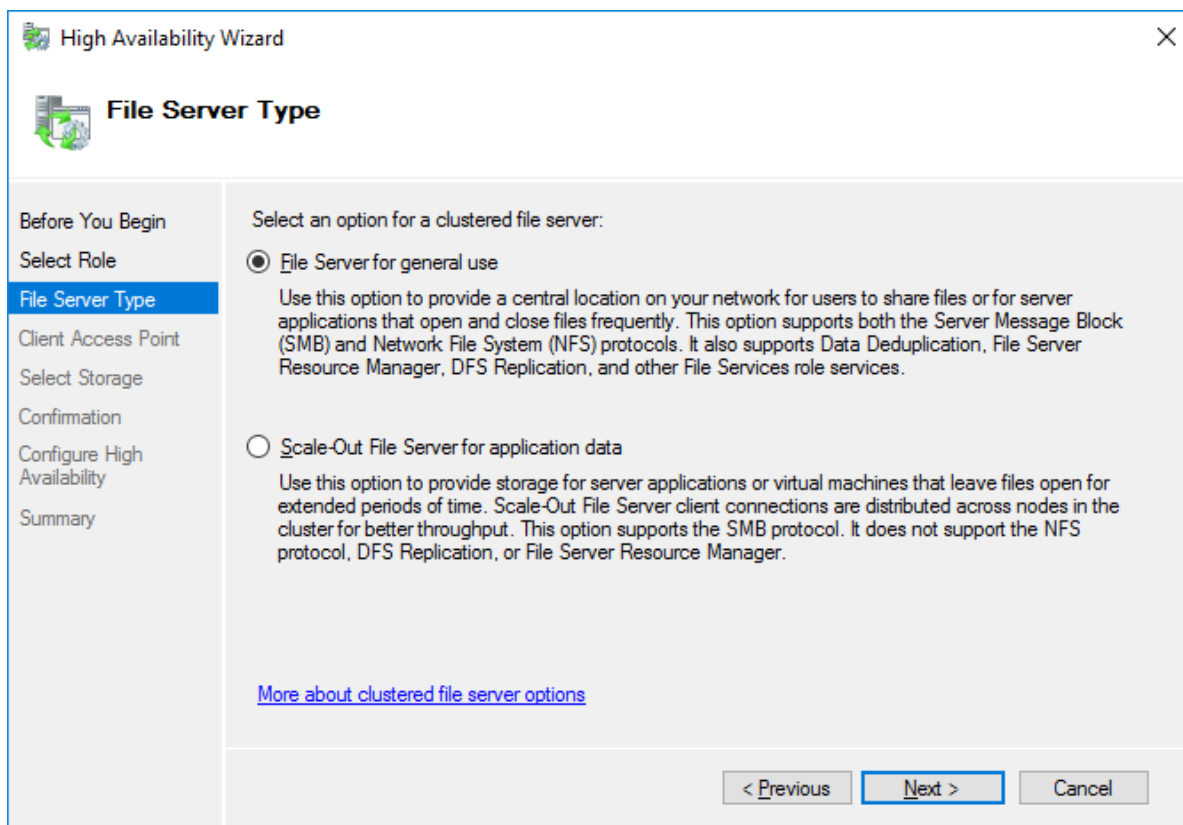 High Availability Wizard
File Server Type
Before You Begin
Select Role
File Server Type
Client Access Point
Select Storage
Confirmation
Configure High
Availability
Summary
Select an option for a clustered file server:
File Server for general use
Use this option to provide a central location on your network for users to share files or for server
applications that open and close files frequently. This option supports both the Server Message Block
(SMB) and Network File System (NFS) protocols. It also supports Data Deduplication, File Server
Resource Manager, DFS Replication, and other File Services role services.
Scale-Out File Server for application data
Use this option to provide storage for server applications or virtual machines that leave files open for
extended periods of time. Scale-Out File Server client connections are distributed across nodes in the
cluster for better throughput. This option supports the SMB protocol. It does not support the NFS
protocol, DFS Replication, or File Server Resource Manager.
More about clustered file server options
< Previous
Next >
Cancel